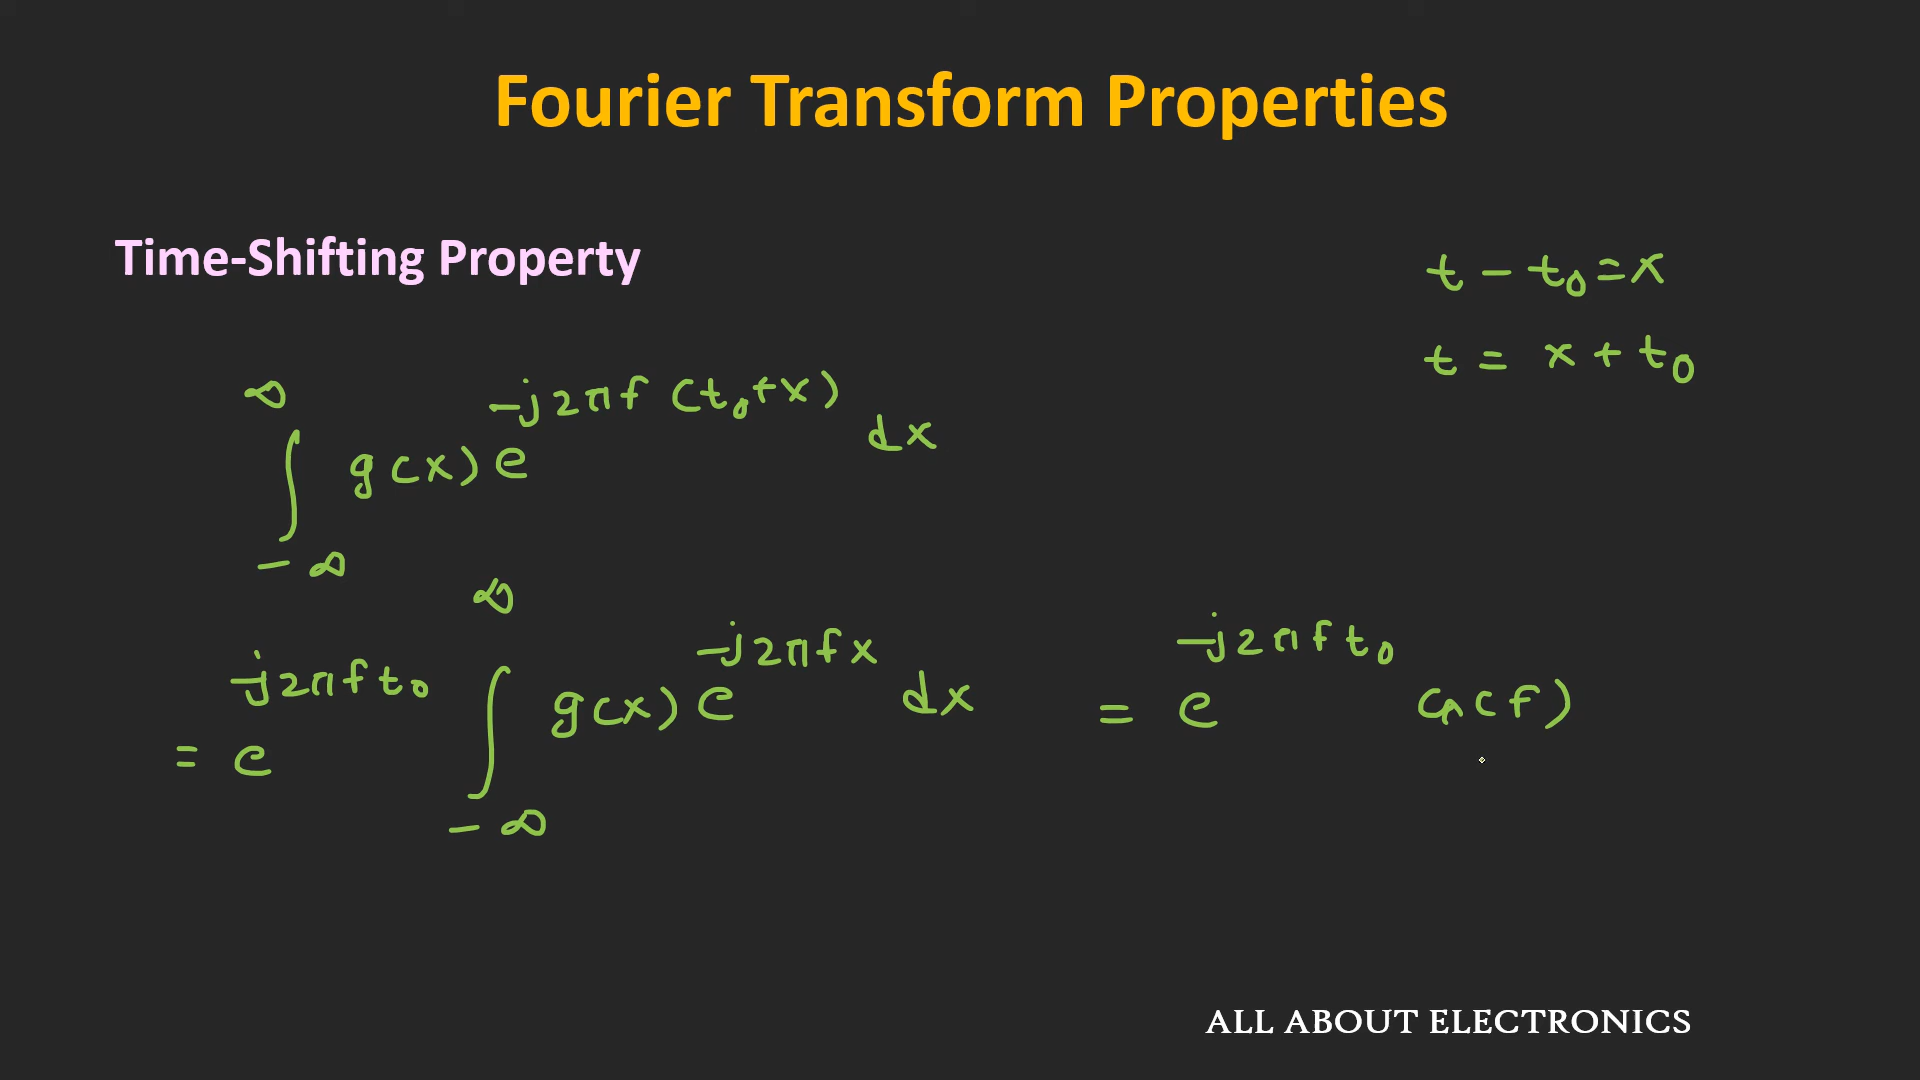 Fourier Transform Properties
Time-Shifting Property
t - t₀ = x
t = x + t₀
∫_{-∞}^{∞} g(x) e^{-j2πf(t₀+x)} dx
= e^{-j2πft₀} ∫_{-∞}^{∞} g(x) e^{-j2πfx} dx = e^{-j2πft₀} G(f)
ALL ABOUT ELECTRONICS